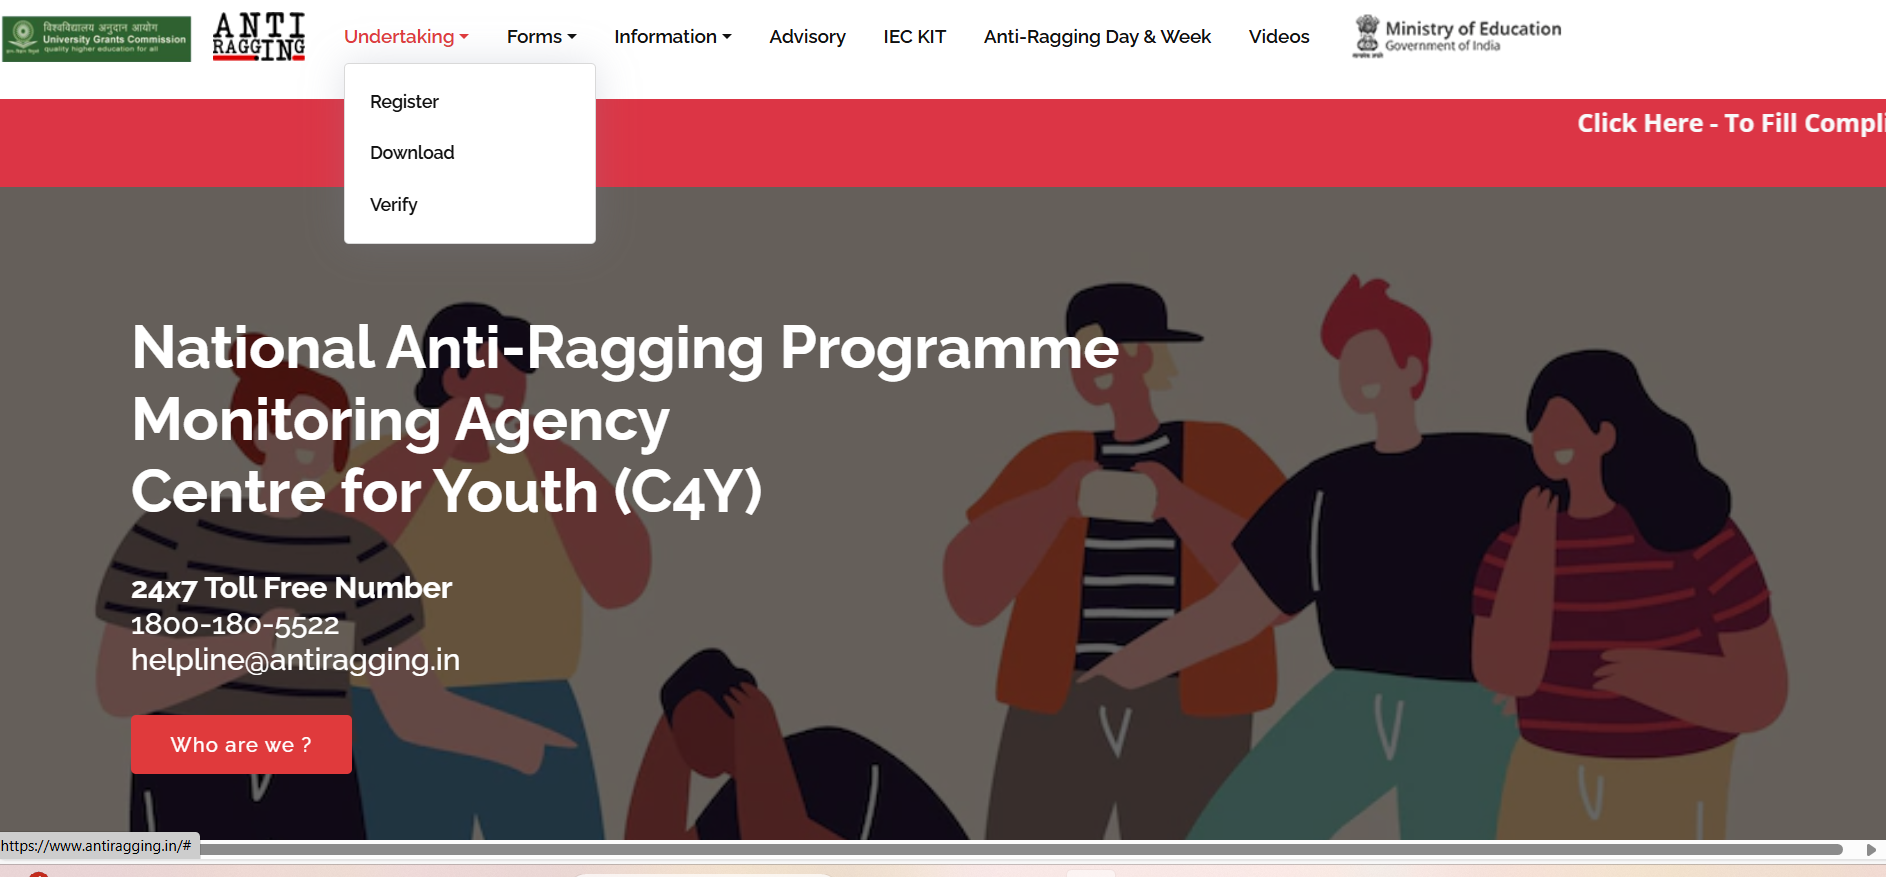 विश्वविद्यालय अनुदान आयोग
University Grants Commission
quality higher education for all
ANTI
RAGGING
Undertaking
Forms
Information
Advisory
IEC KIT
Anti-Ragging Day & Week
Videos
Ministry of Education
Government of India
Register
Download
Verify
Click Here - To Fill Compli
National Anti-Ragging Programme
Monitoring Agency
Centre for Youth (C4Y)
24x7 Toll Free Number
1800-180-5522
helpline@antiragging.in
Who are we ?
https://www.antiragging.in/#